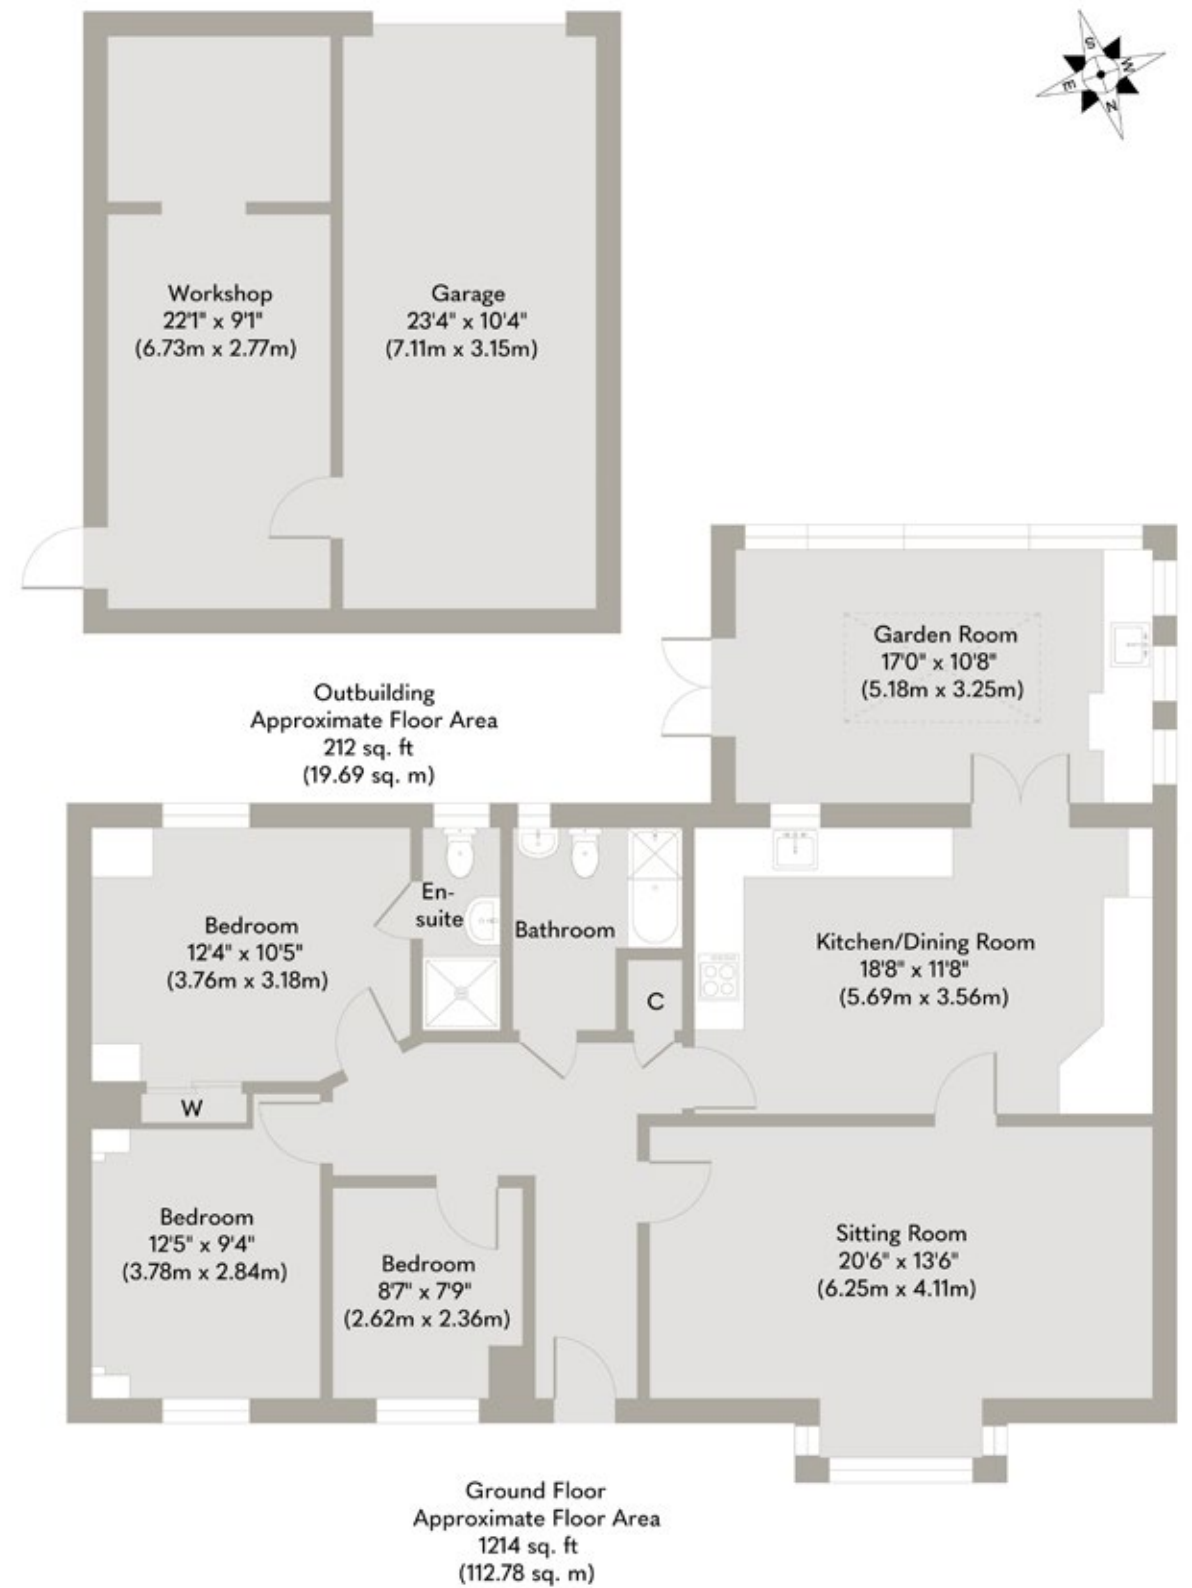 S
W
E
N
Workshop
22'1" x 9'1"
(6.73m x 2.77m)
Garage
23'4" x 10'4"
(7.11m x 3.15m)
Outbuilding
Approximate Floor Area
212 sq. ft
(19.69 sq. m)
Garden Room
17'0" x 10'8"
(5.18m x 3.25m)
Bedroom
12'4" x 10'5"
(3.76m x 3.18m)
En-
suite
Bathroom
C
Kitchen/Dining Room
18'8" x 11'8"
(5.69m x 3.56m)
W
Bedroom
12'5" x 9'4"
(3.78m x 2.84m)
Bedroom
8'7" x 7'9"
(2.62m x 2.36m)
Sitting Room
20'6" x 13'6"
(6.25m x 4.11m)
Ground Floor
Approximate Floor Area
1214 sq. ft
(112.78 sq. m)